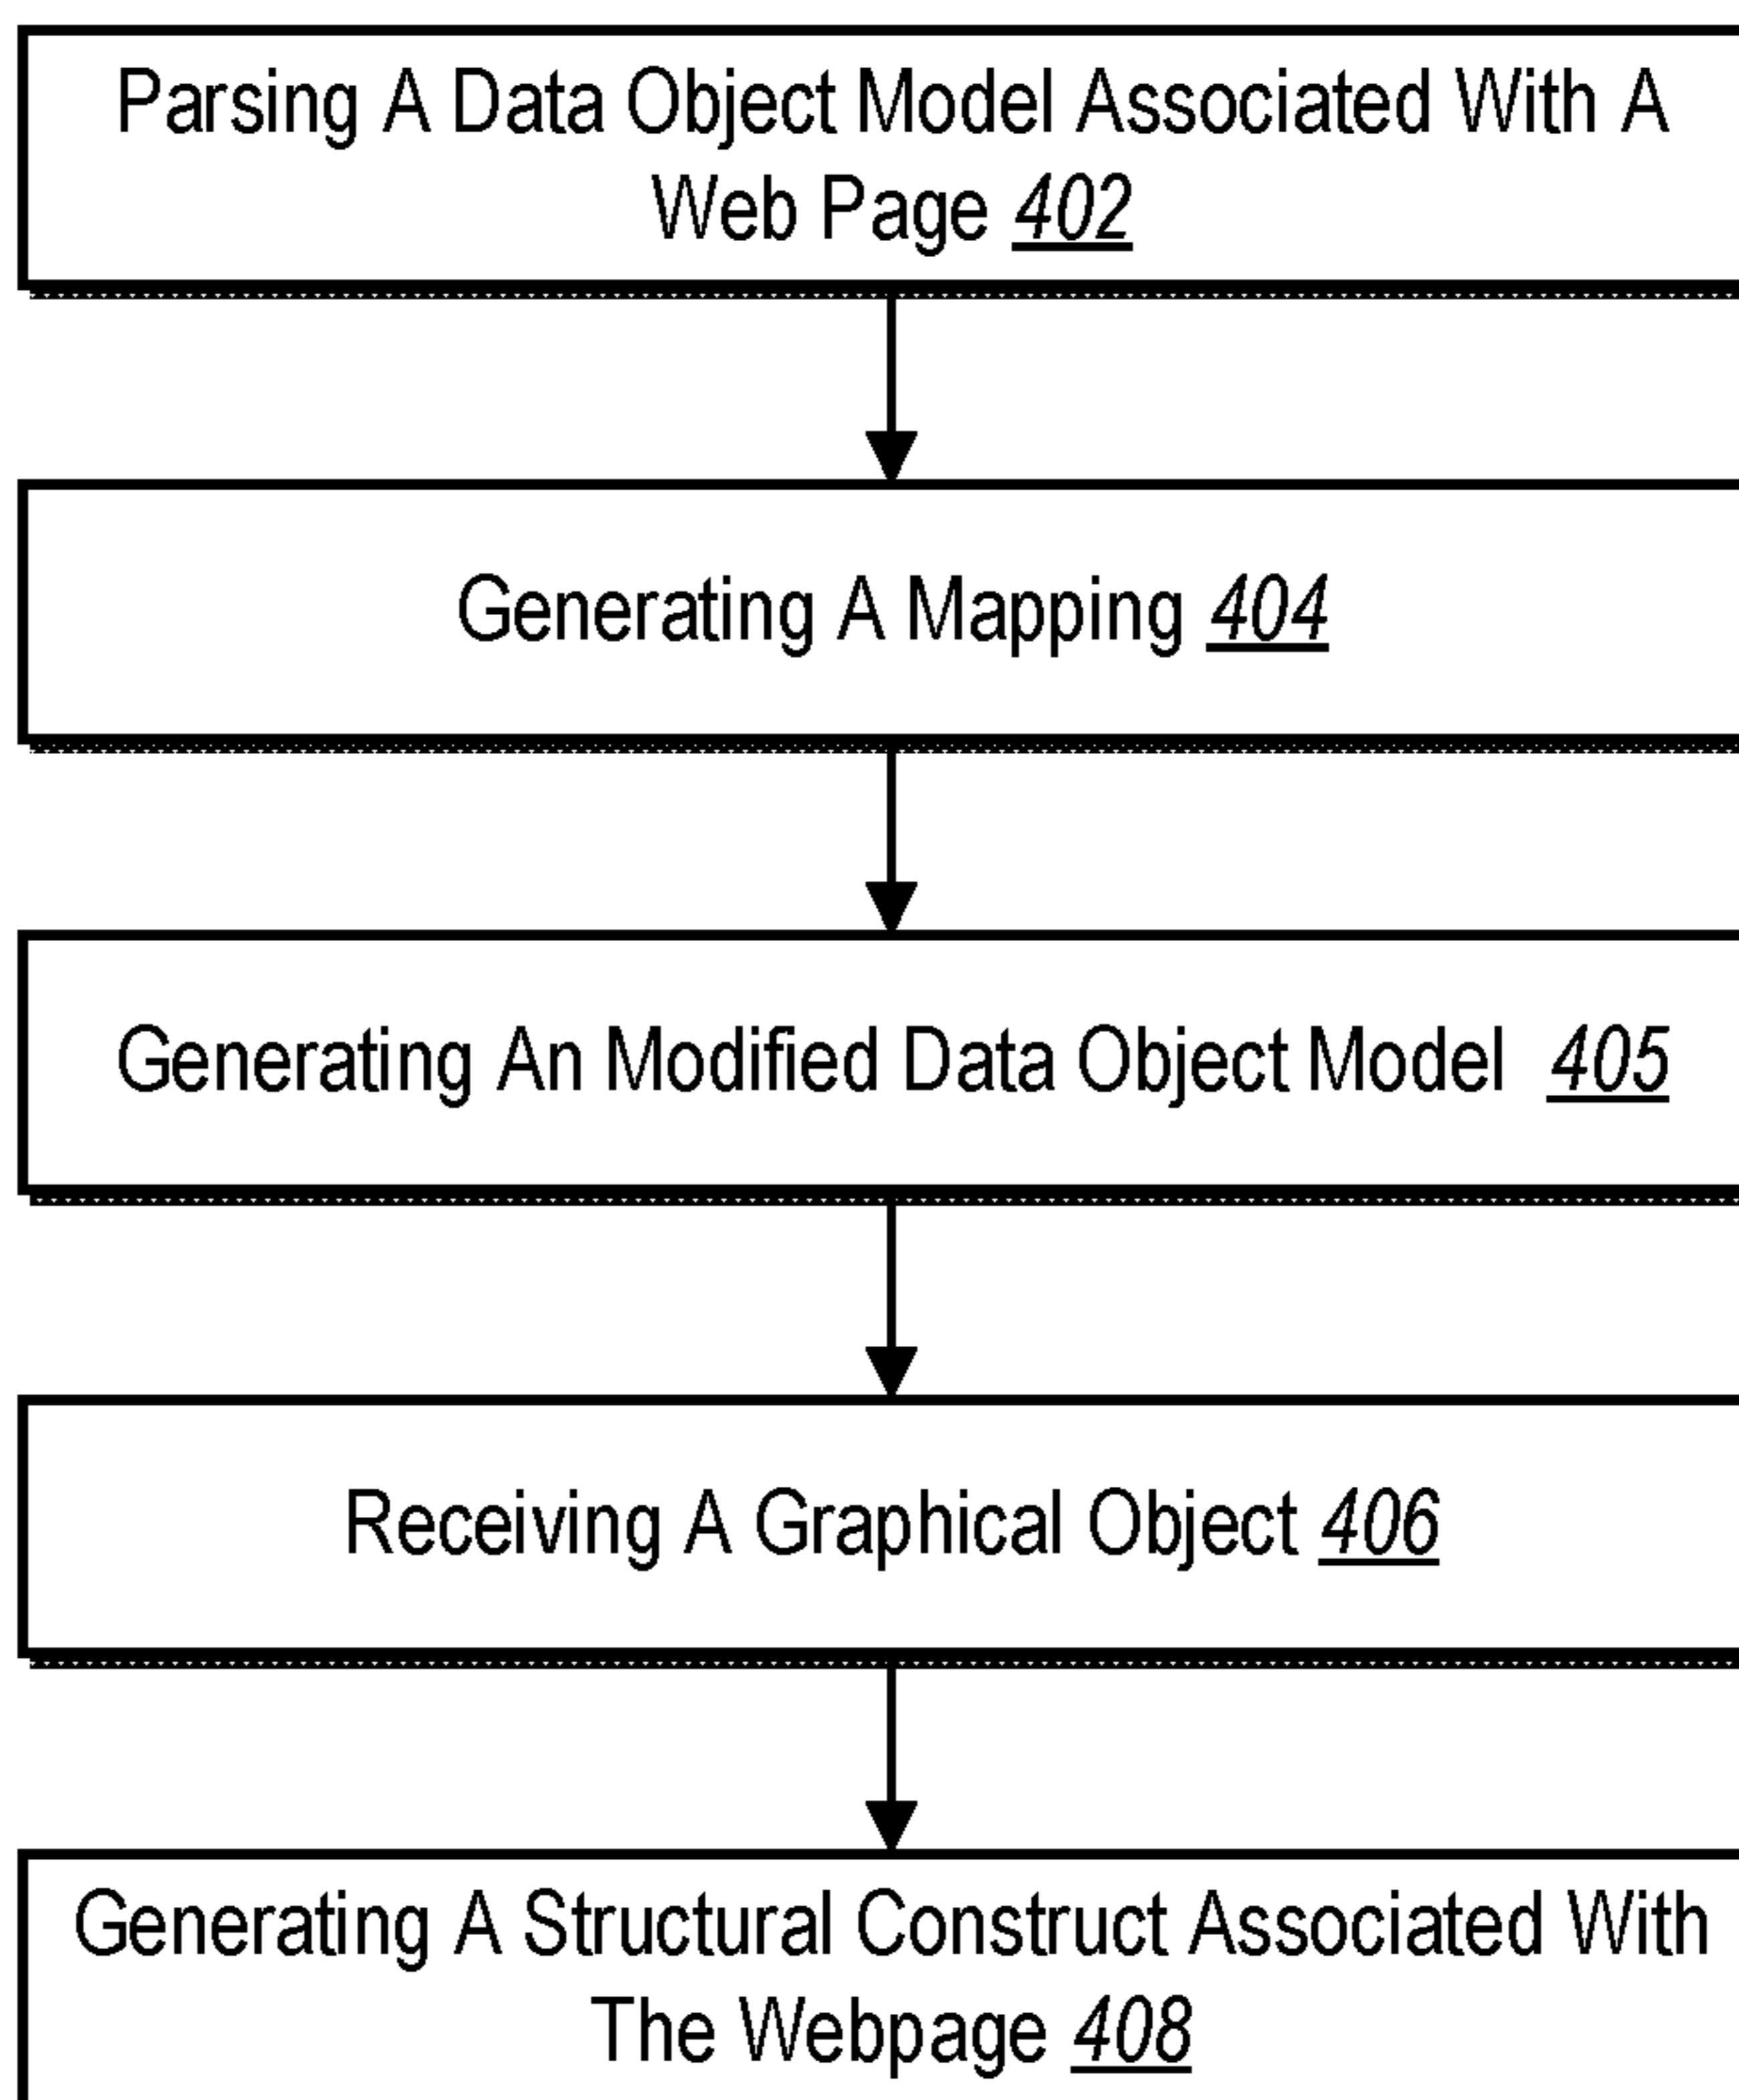 Parsing A Data Object Model Associated With A
Web Page 402
Generating A Mapping 404
Generating An Modified Data Object Model 405
Receiving A Graphical Object 406
Generating A Structural Construct Associated With
The Webpage 408